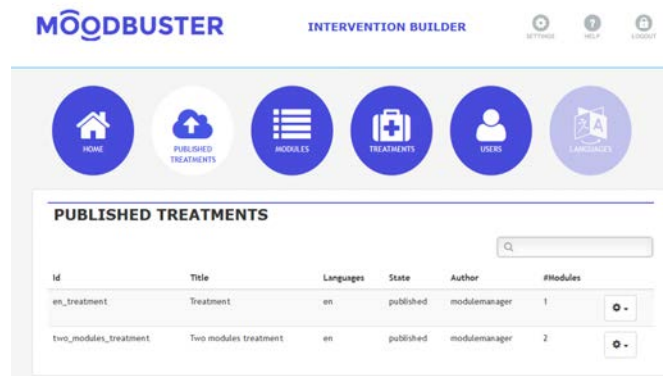 MOODBUSTER
INTERVENTION BUILDER
SETTINGS HELP LOGOUT
HOME PUBLISHED TREATMENTS MODULES TREATMENTS USERS LANGUAGES
PUBLISHED TREATMENTS
Id Title Languages State Author #Modules
en_treatment Treatment en published modulemanager 1
two_modules_treatment Two modules treatment en published modulemanager 2